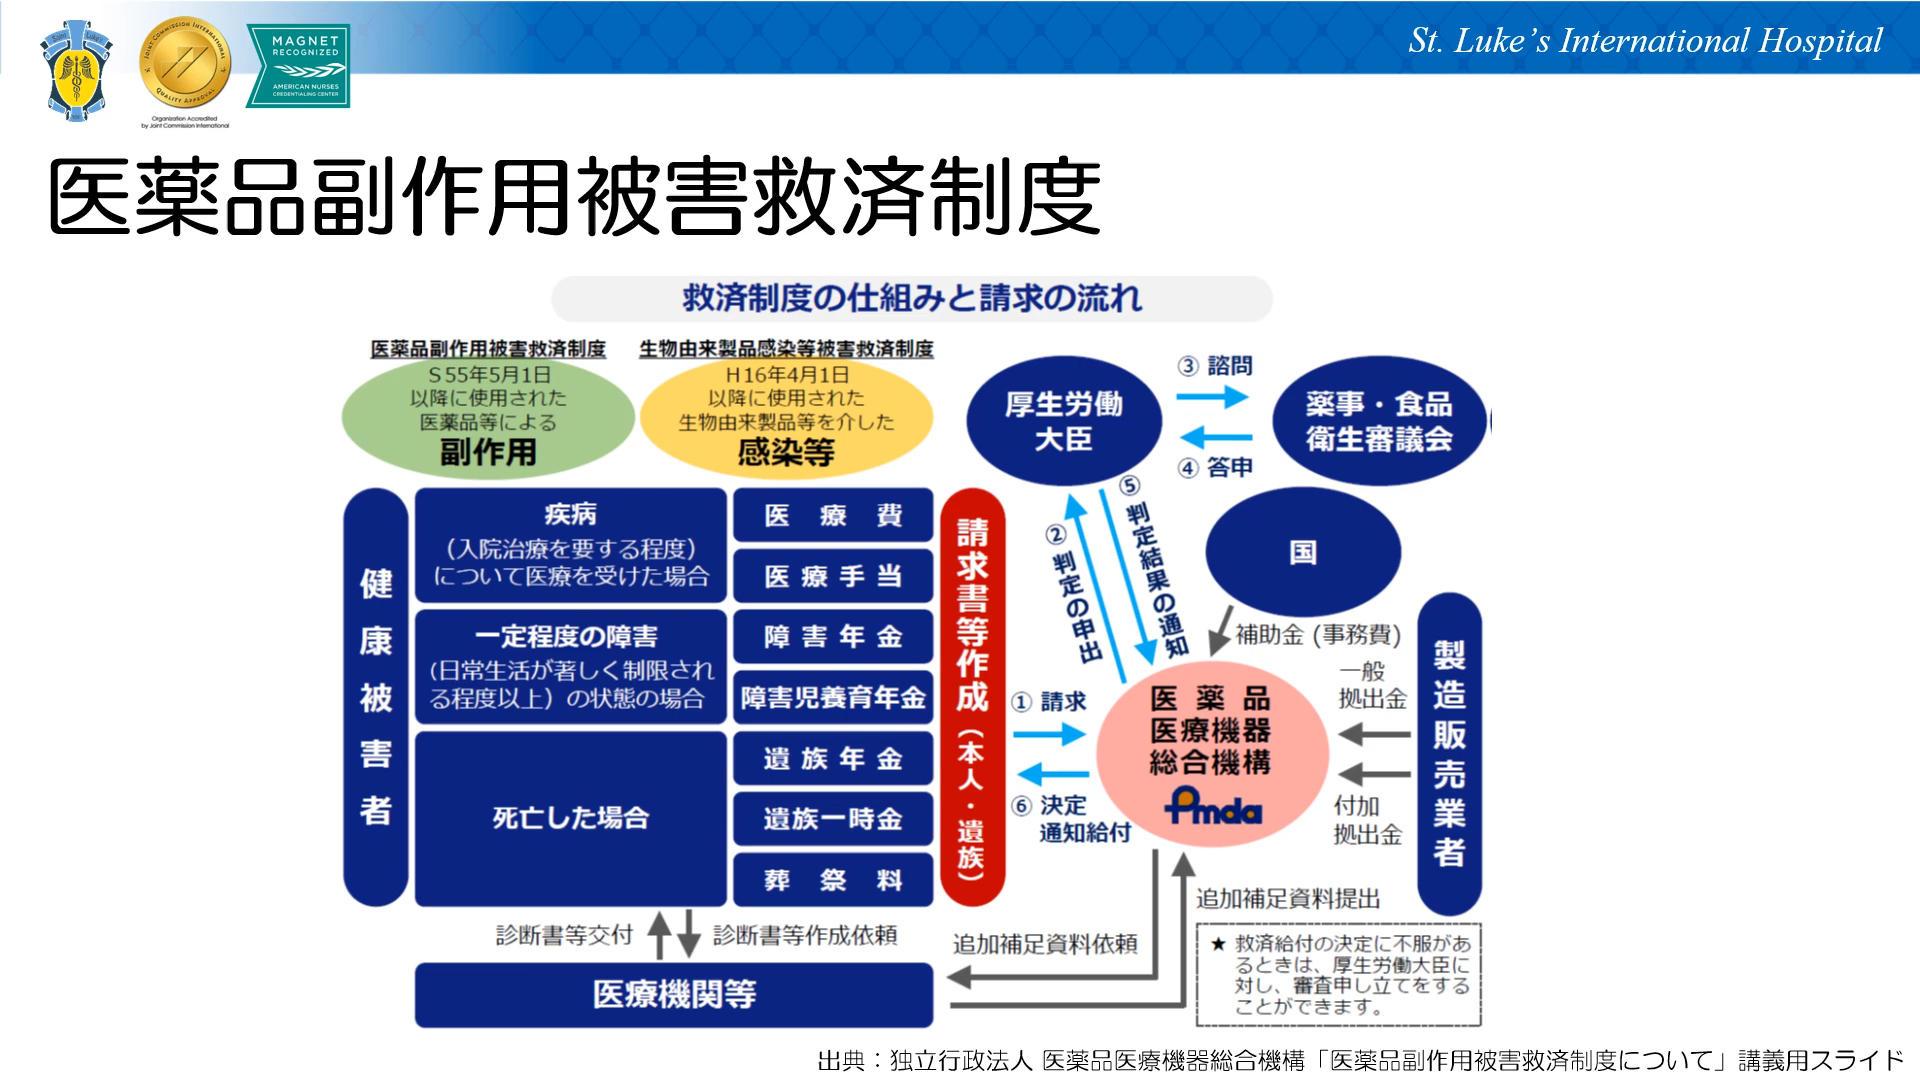 St. Luke's International Hospital
Saint Luke's
JOINT COMMISSION INTERNATIONAL
QUALITY APPROVAL
Organization Accredited
by Joint Commission International
MAGNET
RECOGNIZED
AMERICAN NURSES
CREDENTIALING CENTER
医薬品副作用被害救済制度
救済制度の仕組みと請求の流れ
医薬品副作用被害救済制度
S55年5月1日
以降に使用された
医薬品等による
副作用
生物由来製品感染等被害救済制度
H16年4月1日
以降に使用された
生物由来製品等を介した
感染等
健康被害者
疾病
（入院治療を要する程度）
について医療を受けた場合
医療費
医療手当
一定程度の障害
(日常生活が著しく制限され
る程度以上）の状態の場合
障害年金
障害児養育年金
死亡した場合
遺族年金
遺族一時金
葬祭料
請求書等作成（本人・遺族）
診断書等交付
診断書等作成依頼
医療機関等
厚生労働
大臣
③ 諮問
④ 答申
薬事・食品
衛生審議会
② 判定の申出
⑤ 判定結果の通知
国
補助金 (事務費)
① 請求
⑥ 決定
通知給付
医薬品
医療機器
総合機構
Pmda
一般
拠出金
付加
拠出金
製造販売業者
追加補足資料依頼
追加補足資料提出
★ 救済給付の決定に不服があ
るときは、厚生労働大臣に
対し、審査申し立てをする
ことができます。
出典：独立行政法人 医薬品医療機器総合機構「医薬品副作用被害救済制度について」講義用スライド